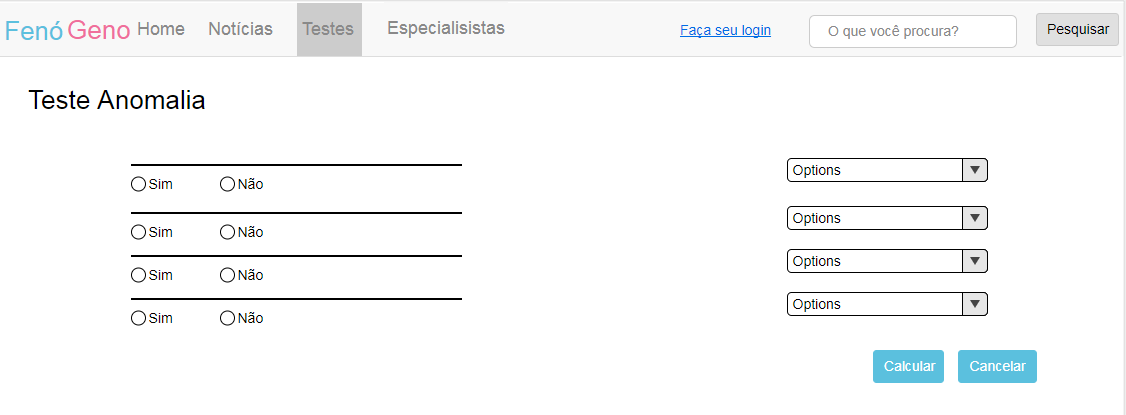 Fenó Geno Home Notícias Testes Especialisistas Faça seu login O que você procura? Pesquisar
Teste Anomalia
Options
Sim Não
Options
Sim Não
Options
Sim Não
Options
Sim Não
Calcular Cancelar